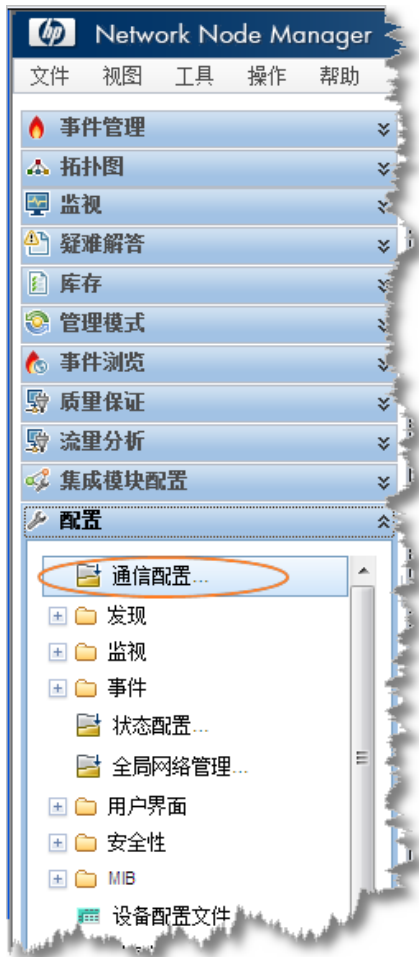 hp Network Node Manager
文件 视图 工具 操作 帮助
事件管理
拓扑图
监视
疑难解答
库存
管理模式
事件浏览
质量保证
流量分析
集成模块配置
配置
通信配置...
发现
监视
事件
状态配置...
全局网络管理...
用户界面
安全性
MIB
设备配置文件